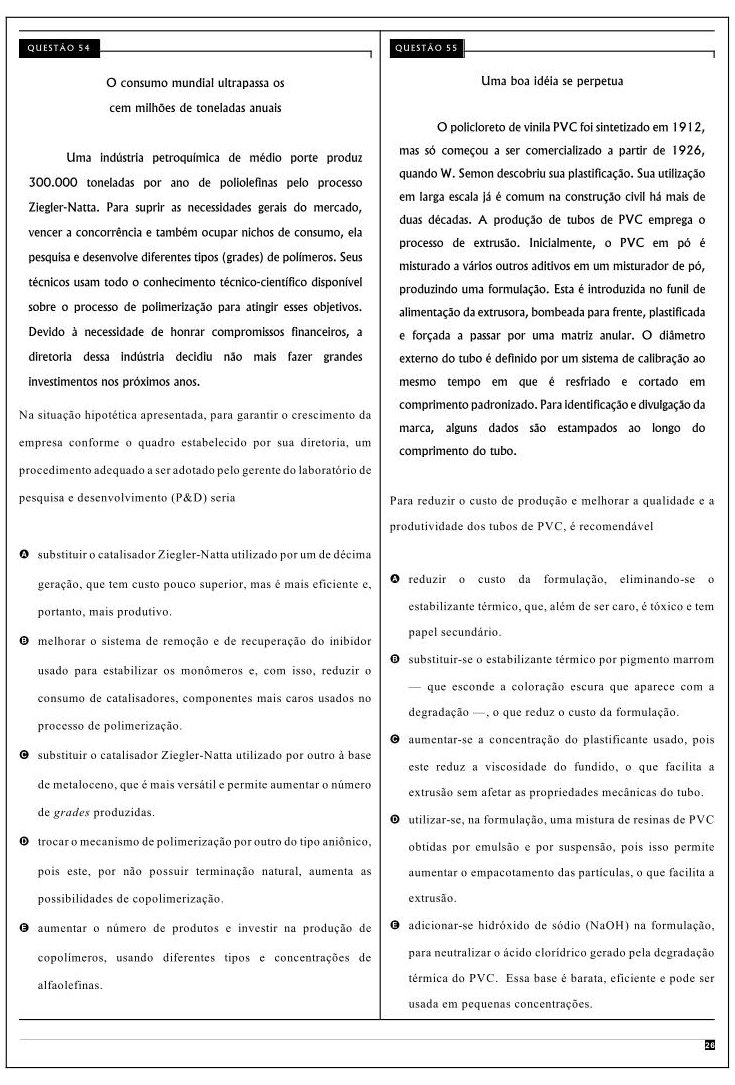 QUESTÃO 54
O consumo mundial ultrapassa os
cem milhões de toneladas anuais
Uma indústria petroquímica de médio porte produz
300.000 toneladas por ano de poliolefinas pelo processo
Ziegler-Natta. Para suprir as necessidades gerais do mercado,
vencer a concorrência e também ocupar nichos de consumo, ela
pesquisa e desenvolve diferentes tipos (grades) de polímeros. Seus
técnicos usam todo o conhecimento técnico-científico disponível
sobre o processo de polimerização para atingir esses objetivos.
Devido à necessidade de honrar compromissos financeiros, a
diretoria dessa indústria decidiu não mais fazer grandes
investimentos nos próximos anos.
Na situação hipotética apresentada, para garantir o crescimento da
empresa conforme o quadro estabelecido por sua diretoria, um
procedimento adequado a ser adotado pelo gerente do laboratório de
pesquisa e desenvolvimento (P&D) seria
A substituir o catalisador Ziegler-Natta utilizado por um de décima
geração, que tem custo pouco superior, mas é mais eficiente e,
portanto, mais produtivo.
B melhorar o sistema de remoção e de recuperação do inibidor
usado para estabilizar os monômeros e, com isso, reduzir o
consumo de catalisadores, componentes mais caros usados no
processo de polimerização.
C substituir o catalisador Ziegler-Natta utilizado por outro à base
de metaloceno, que é mais versátil e permite aumentar o número
de grades produzidas.
D trocar o mecanismo de polimerização por outro do tipo aniônico,
pois este, por não possuir terminação natural, aumenta as
possibilidades de copolimerização.
E aumentar o número de produtos e investir na produção de
copolímeros, usando diferentes tipos e concentrações de
alfaolefinas.
QUESTÃO 55
Uma boa idéia se perpetua
O policloreto de vinila PVC foi sintetizado em 1912,
mas só começou a ser comercializado a partir de 1926,
quando W. Semon descobriu sua plastificação. Sua utilização
em larga escala já é comum na construção civil há mais de
duas décadas. A produção de tubos de PVC emprega o
processo de extrusão. Inicialmente, o PVC em pó é
misturado a vários outros aditivos em um misturador de pó,
produzindo uma formulação. Esta é introduzida no funil de
alimentação da extrusora, bombeada para frente, plastificada
e forçada a passar por uma matriz anular. O diâmetro
externo do tubo é definido por um sistema de calibração ao
mesmo tempo em que é resfriado e cortado em
comprimento padronizado. Para identificação e divulgação da
marca, alguns dados são estampados ao longo do
comprimento do tubo.
Para reduzir o custo de produção e melhorar a qualidade e a
produtividade dos tubos de PVC, é recomendável
A reduzir o custo da formulação, eliminando-se o
estabilizante térmico, que, além de ser caro, é tóxico e tem
papel secundário.
B substituir-se o estabilizante térmico por pigmento marrom
— que esconde a coloração escura que aparece com a
degradação —, o que reduz o custo da formulação.
C aumentar-se a concentração do plastificante usado, pois
este reduz a viscosidade do fundido, o que facilita a
extrusão sem afetar as propriedades mecânicas do tubo.
D utilizar-se, na formulação, uma mistura de resinas de PVC
obtidas por emulsão e por suspensão, pois isso permite
aumentar o empacotamento das partículas, o que facilita a
extrusão.
E adicionar-se hidróxido de sódio (NaOH) na formulação,
para neutralizar o ácido clorídrico gerado pela degradação
térmica do PVC. Essa base é barata, eficiente e pode ser
usada em pequenas concentrações.
26